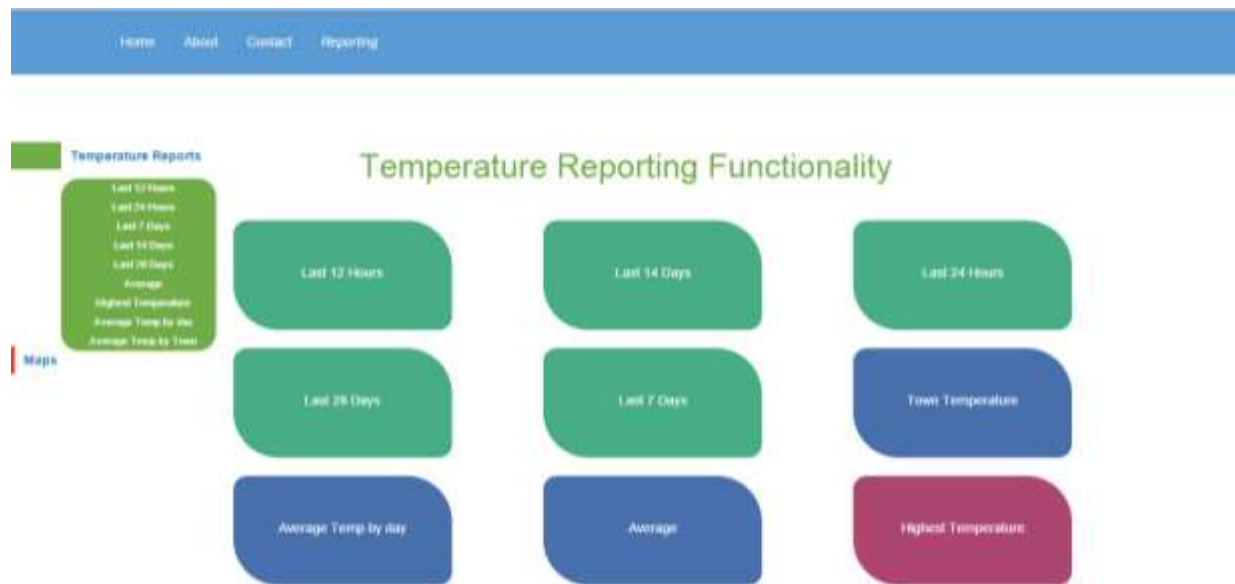 Home About Contact Reporting
Temperature Reports
Last 12 Hours
Last 24 Hours
Last 7 Days
Last 14 Days
Last 28 Days
Average
Highest Temperature
Average Temp by day
Average Temp by Town
Maps
Temperature Reporting Functionality
Last 12 Hours Last 14 Days Last 24 Hours
Last 28 Days Last 7 Days Town Temperature
Average Temp by day Average Highest Temperature